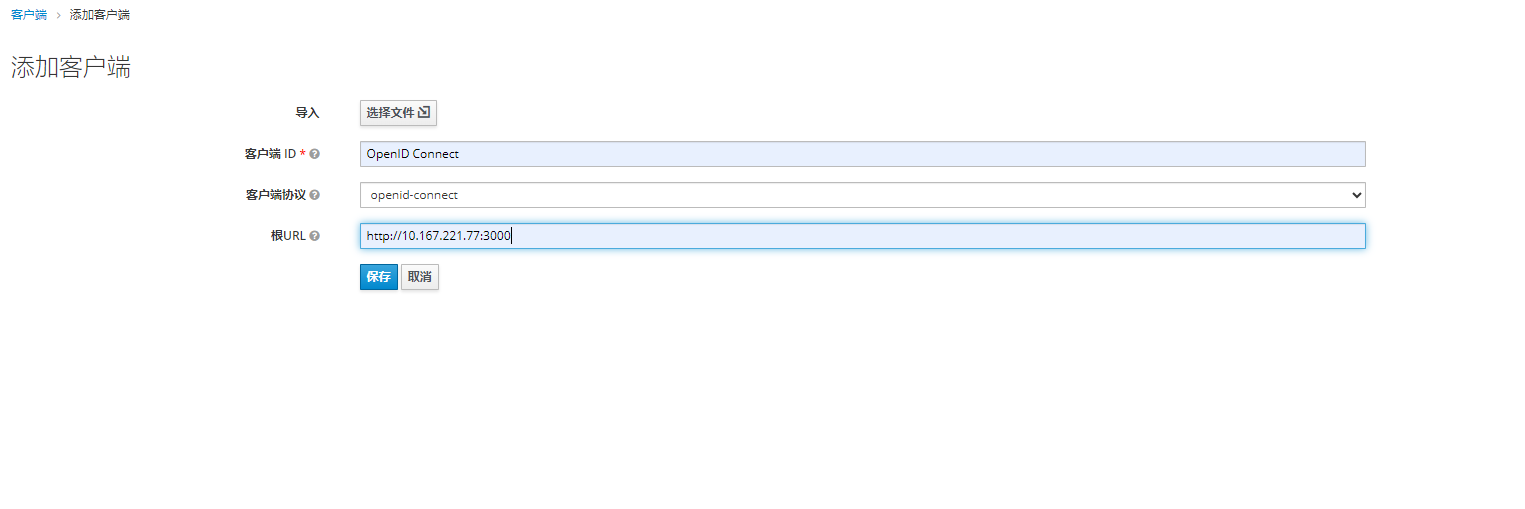 客户端 › 添加客户端
添加客户端
导入 选择文件
客户端 ID * OpenID Connect
客户端协议 openid-connect
根URL http://10.167.221.77:3000
保存 取消